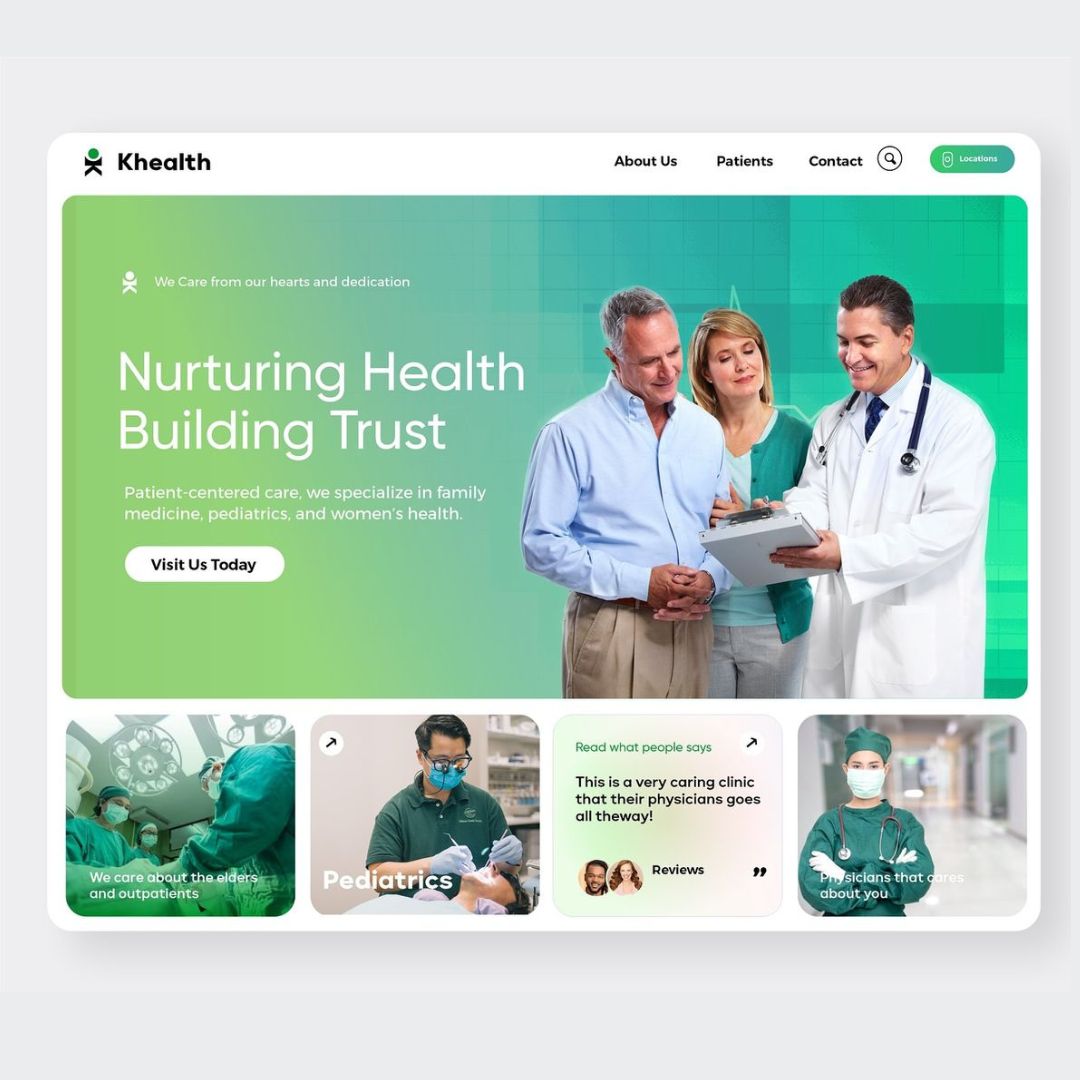 Khealth
About Us
Patients
Contact
Locations
We Care from our hearts and dedication
Nurturing Health
Building Trust
Patient-centered care, we specialize in family
medicine, pediatrics, and women's health.
Visit Us Today
We care about the elders
and outpatients
Pediatrics
Read what people says
This is a very caring clinic
that their physicians goes
all theway!
Reviews
”
Physicians that cares
about you